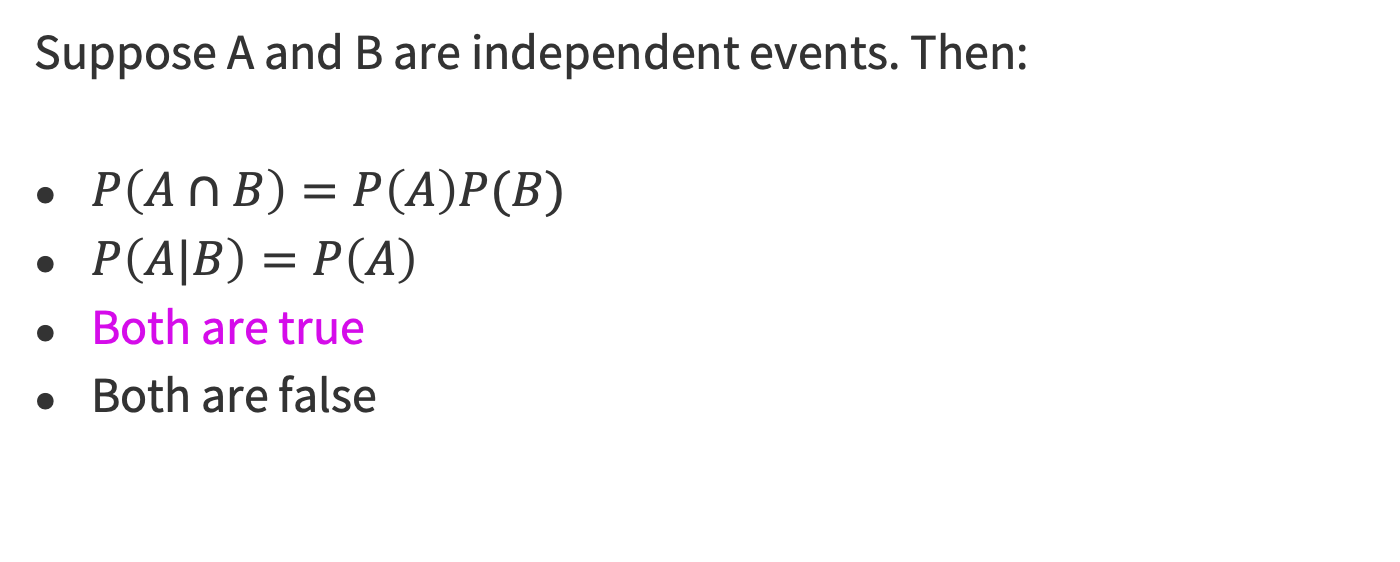 Suppose A and B are independent events. Then:
• P(A ∩ B) = P(A)P(B)
• P(A|B) = P(A)
• Both are true
• Both are false